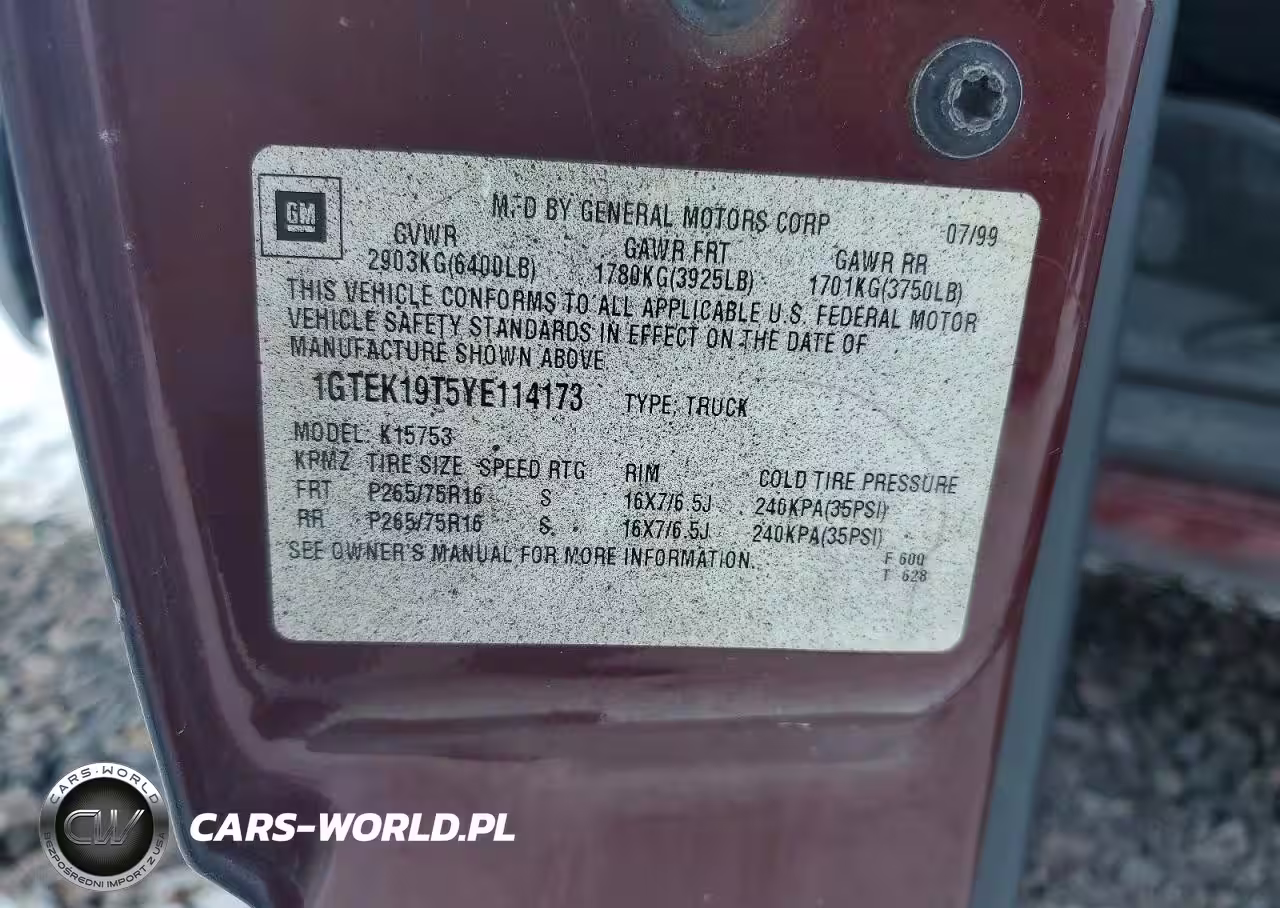 GM
MFD BY GENERAL MOTORS CORP
07/99
GVWR GAWR FRT GAWR RR
2903KG(6400LB) 1780KG(3925LB) 1701KG(3750LB)
THIS VEHICLE CONFORMS TO ALL APPLICABLE U.S. FEDERAL MOTOR
VEHICLE SAFETY STANDARDS IN EFFECT ON THE DATE OF
MANUFACTURE SHOWN ABOVE
1GTEK19T5YE114173 TYPE: TRUCK
MODEL: K15753
KPMZ TIRE SIZE SPEED RTG RIM COLD TIRE PRESSURE
FRT P265/75R16 S 16X7/6.5J 240KPA(35PSI)
RR P265/75R16 S 16X7/6.5J 240KPA(35PSI)
SEE OWNER'S MANUAL FOR MORE INFORMATION.
F 600
T 628
CARS-WORLD
CW
BEZPOŚREDNI IMPORT Z USA
CARS-WORLD.PL